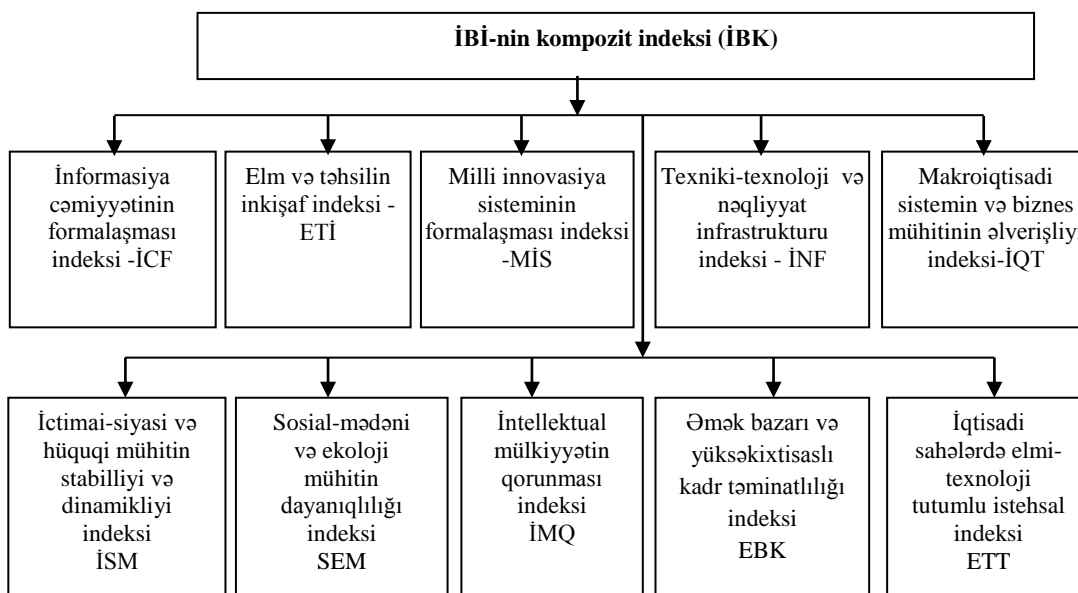 İBİ-nin kompozit indeksi (İBK)
İnformasiya
cəmiyyətinin
formalaşması
indeksi -İCF
Elm və təhsilin
inkişaf indeksi -
ETİ
Milli innovasiya
sisteminin
formalaşması indeksi
-MİS
Texniki-texnoloji və
nəqliyyat
infrastrukturu
indeksi - İNF
Makroiqtisadi
sistemin və biznes
mühitinin əlverişliyi
indeksi-İQT
İctimai-siyasi və
hüquqi mühitin
stabilliyi və
dinamikliyi
indeksi
İSM
Sosial-mədəni
və ekoloji
mühitin
dayanıqlılığı
indeksi
SEM
İntellektual
mülkiyyətin
qorunması
indeksi
İMQ
Əmək bazarı və
yüksəkixtisaslı
kadr təminatlılığı
indeksi
EBK
İqtisadi
sahələrdə elmi-
texnoloji
tutumlu istehsal
indeksi
ETT